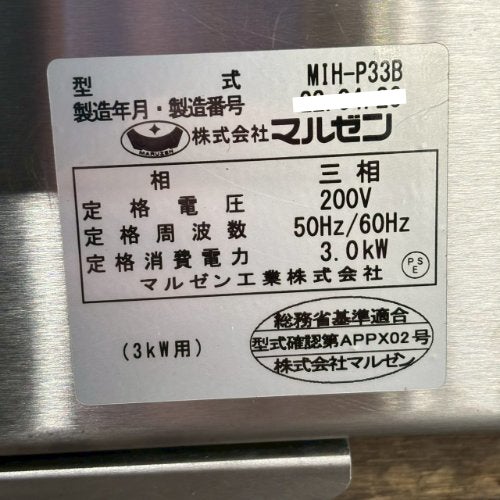 型式 MIH-P33B
製造年月・製造番号
MARUZEN 株式会社 マルゼン
相 三相
定格電圧 200V
定格周波数 50Hz/60Hz
定格消費電力 3.0kW
マルゼン工業株式会社 PSE
総務省基準適合
(3kW用) 型式確認第APPX02号
株式会社マルゼン